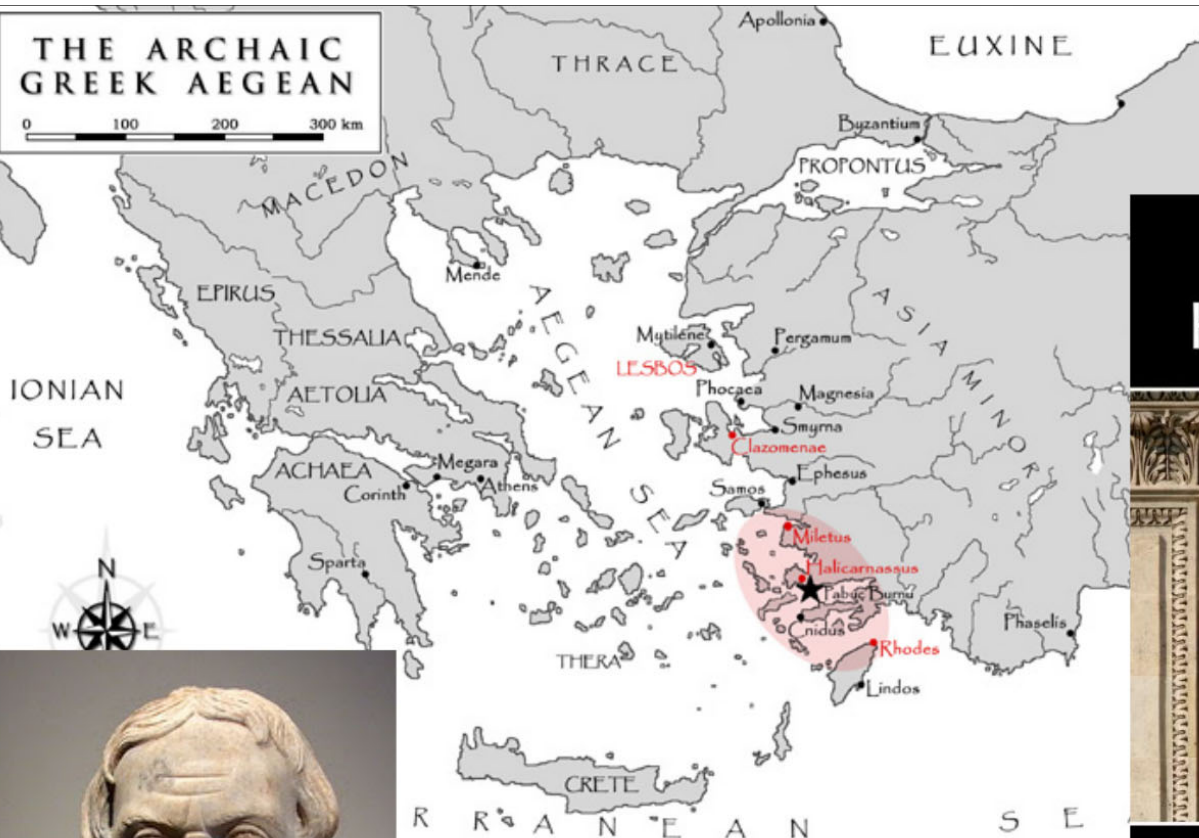 THE ARCHAIC
GREEK AEGEAN
0 100 200 300 km
Apollonia
EUXINE
THRACE
Byzantium
PROPONTUS
MACEDON
Mende
EPIRUS
THESSALIA
AEGEAN SEA
Mytilene
LESBOS
Pergamum
ASIA MINOR
IONIAN
SEA
AETOLIA
Phocaea
Magnesia
Smyrna
Clazomenae
ACHAEA
Megara
Corinth
Athens
Ephesus
Samos
Miletus
Sparta
Halicarnassus
Pabuç Burnu
Cnidus
Phaselis
N
W E
THERA
Rhodes
Lindos
CRETE
R R A N E A N S E